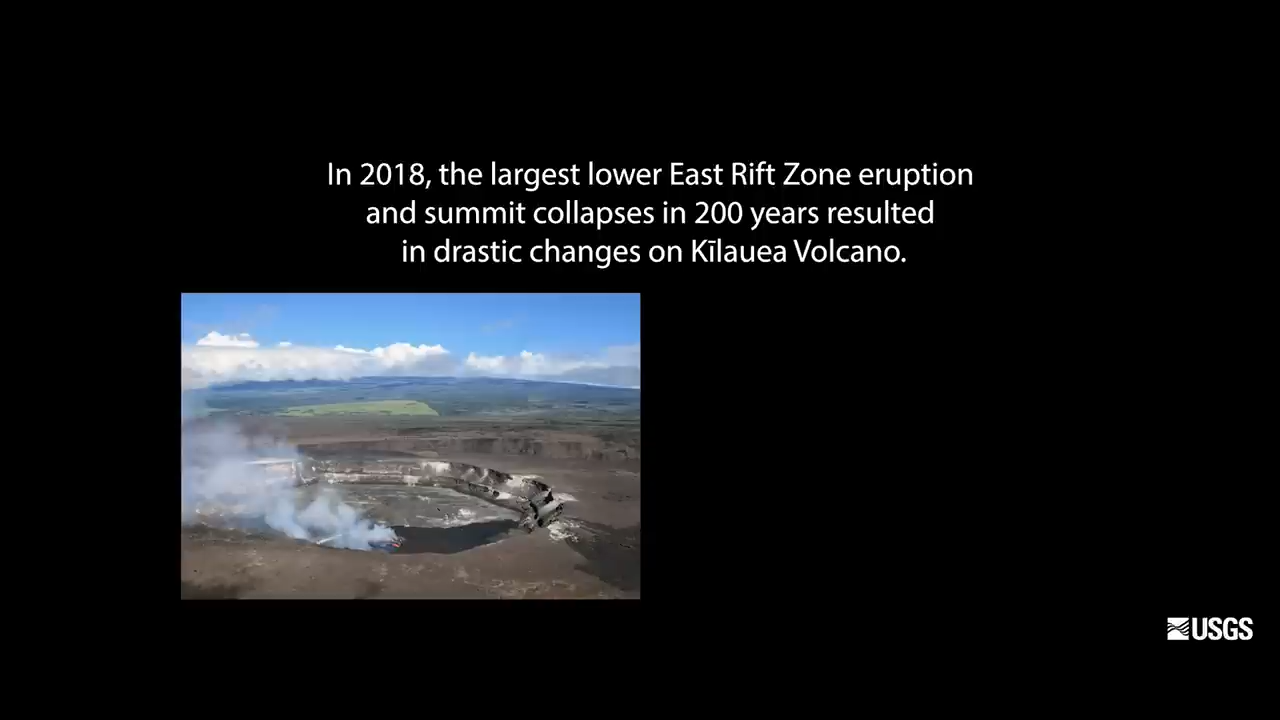 In 2018, the largest lower East Rift Zone eruption
and summit collapses in 200 years resulted
in drastic changes on Kīlauea Volcano.
USGS